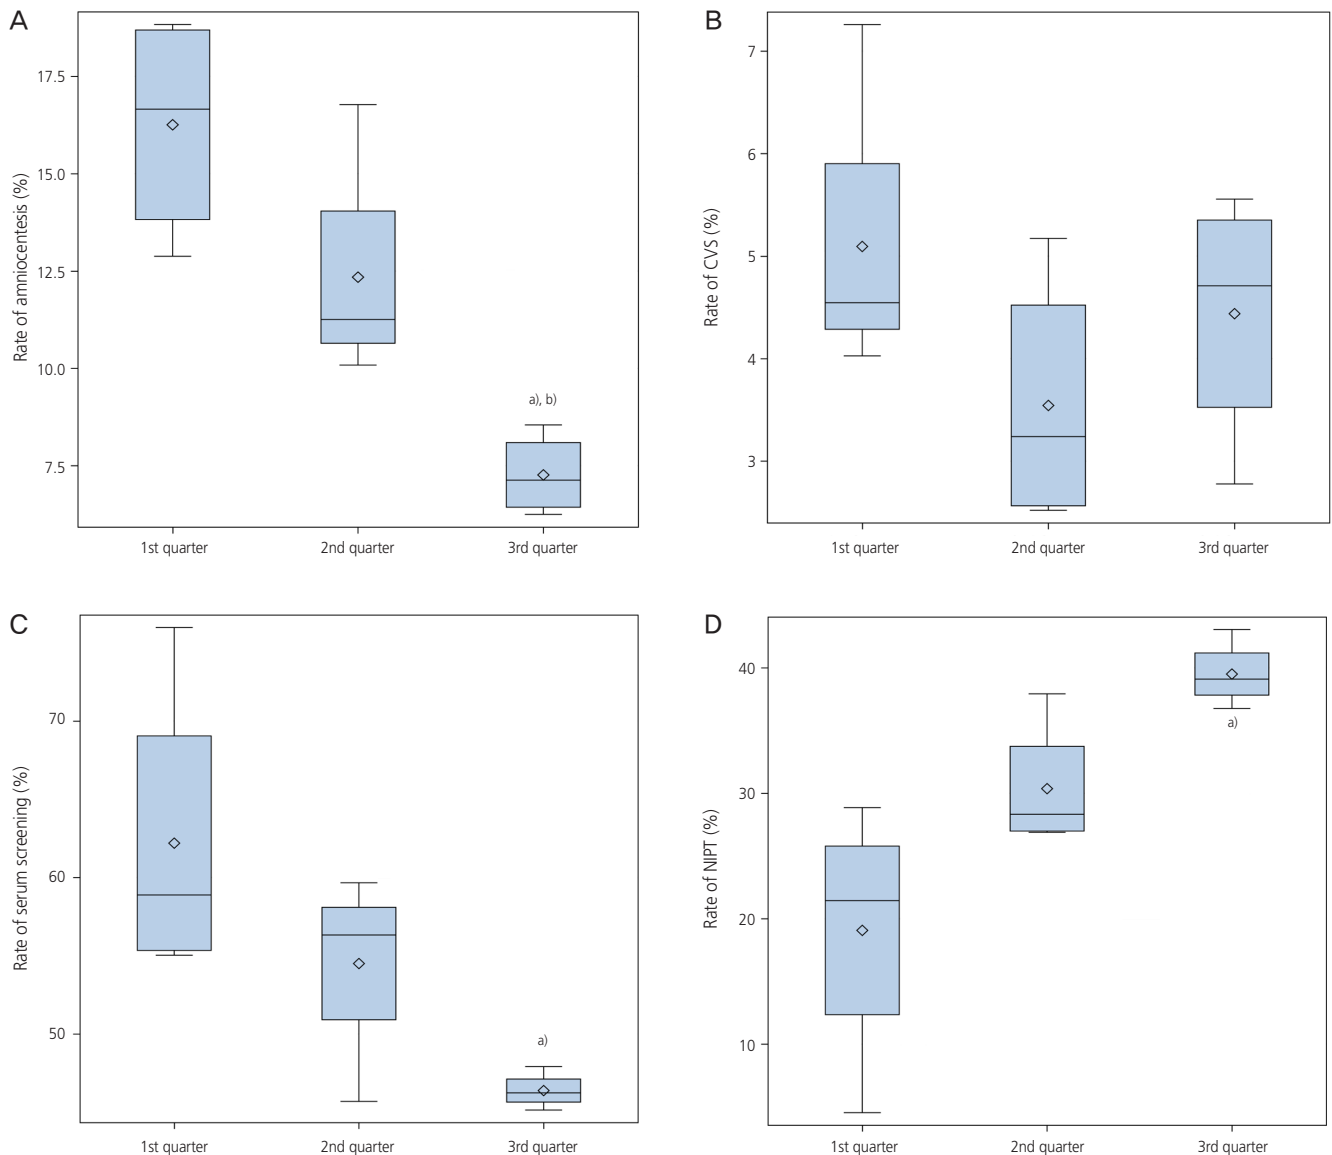 A
Rate of amniocentesis (%)
17.5
15.0
12.5
10.0
7.5
a), b)
1st quarter
2nd quarter
3rd quarter
B
Rate of CVS (%)
7
6
5
4
3
1st quarter
2nd quarter
3rd quarter
C
Rate of serum screening (%)
70
60
50
a)
1st quarter
2nd quarter
3rd quarter
D
Rate of NIPT (%)
40
30
20
10
a)
1st quarter
2nd quarter
3rd quarter